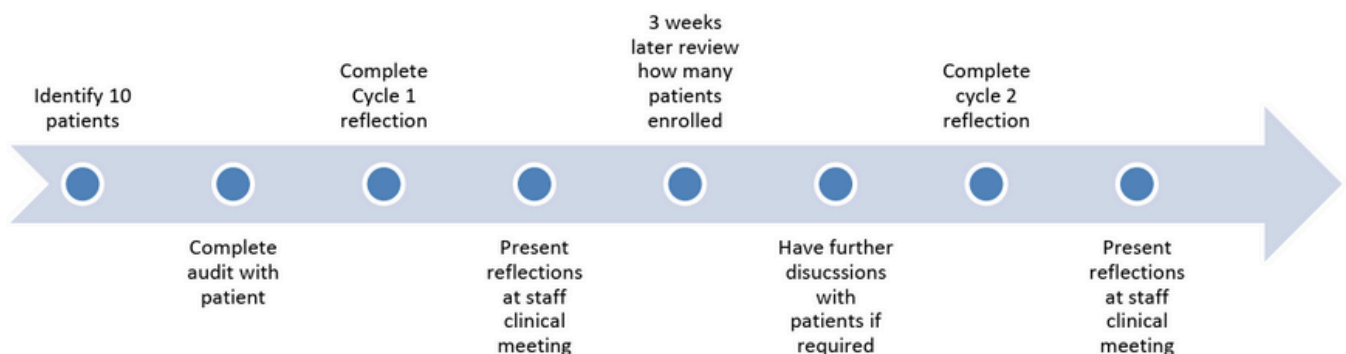 Identify 10
patients
Complete
audit with
patient
Complete
Cycle 1
reflection
Present
reflections
at staff
clinical
meeting
3 weeks
later review
how many
patients
enrolled
Have further
disucssions
with
patients if
required
Complete
cycle 2
reflection
Present
reflections
at staff
clinical
meeting